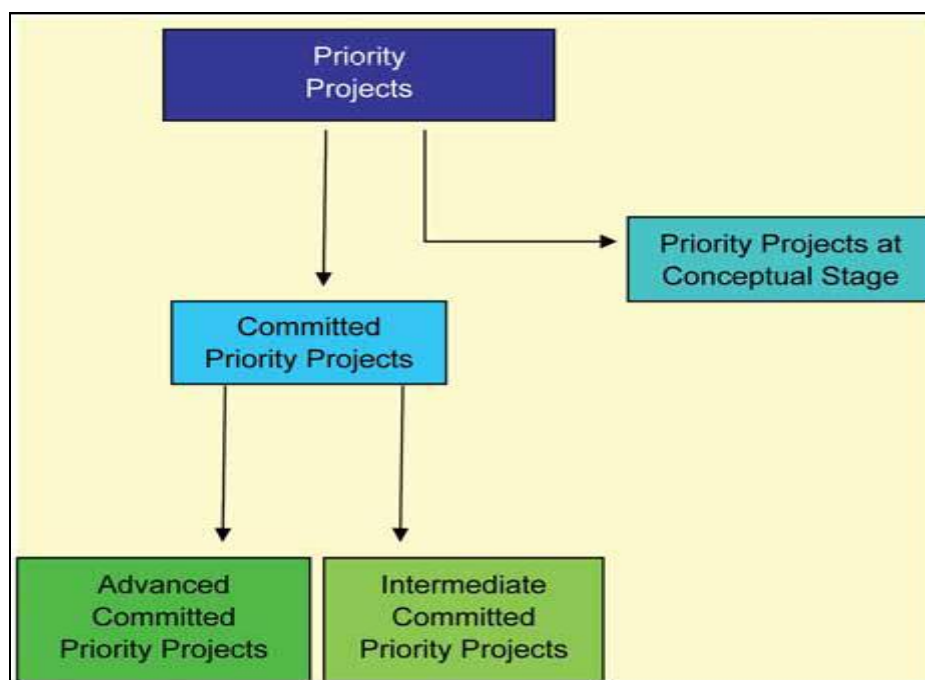 Priority
Projects
Priority Projects at
Conceptual Stage
Committed
Priority Projects
Advanced
Committed
Priority Projects
Intermediate
Committed
Priority Projects